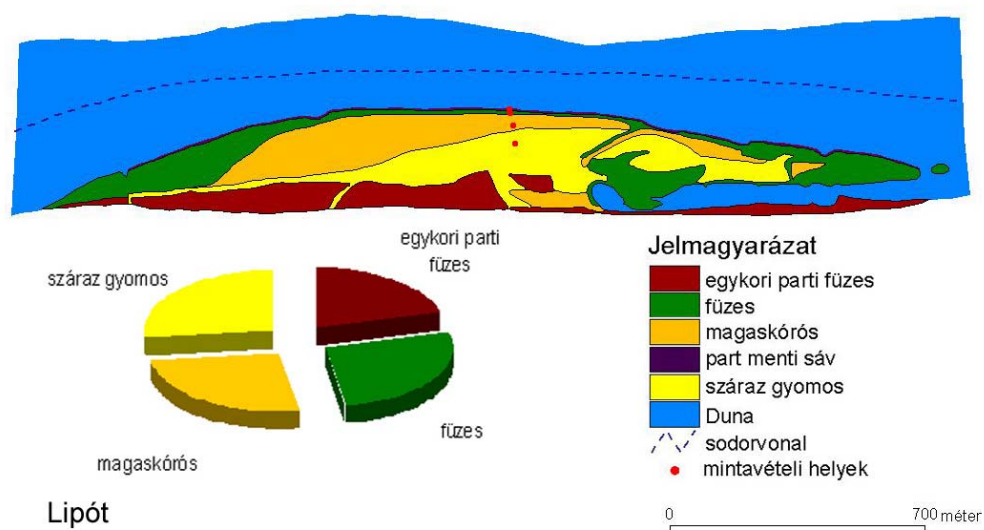 egykori parti
füzes
száraz gyomos
füzes
magaskórós
Lipót
Jelmagyarázat
egykori parti füzes
füzes
magaskórós
part menti sáv
száraz gyomos
Duna
sodorvonal
mintavételi helyek
0 700 méter